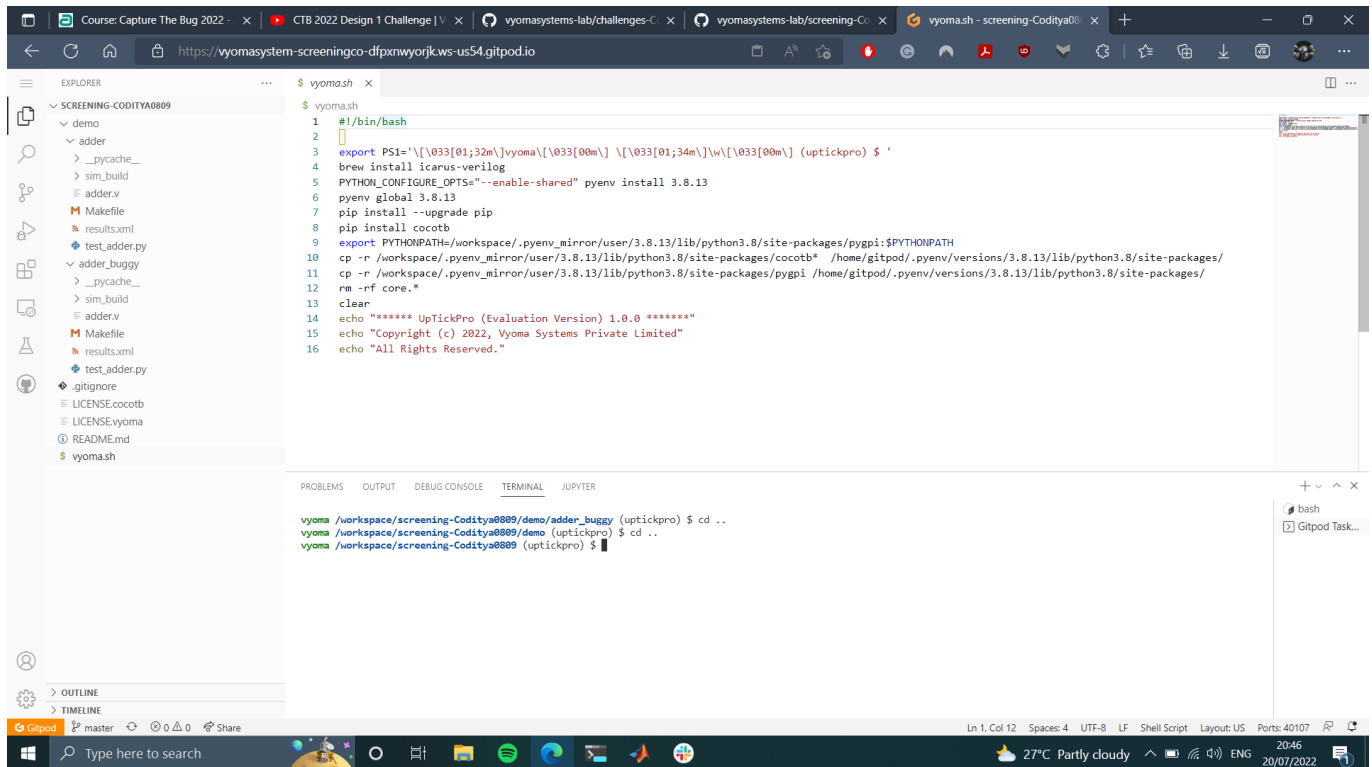 Course: Capture The Bug 2022 -
CTB 2022 Design 1 Challenge | V
vyomasystems-lab/challenges-C
vyomasystems-lab/screening-Co
vyoma.sh - screening-Coditya08
https://vyomasystem-screeningco-dfpxnwyorjk.ws-us54.gitpod.io
EXPLORER
SCREENING-CODITYA0809
demo
adder
__pycache__
sim_build
adder.v
Makefile
results.xml
test_adder.py
adder_buggy
__pycache__
sim_build
adder.v
Makefile
results.xml
test_adder.py
.gitignore
LICENSE.cocotb
LICENSE.vyoma
README.md
$ vyoma.sh
OUTLINE
TIMELINE
$ vyoma.sh
$ vyoma.sh
1 #!/bin/bash
2
3 export PS1='\[\033[01;32m\]vyoma\[\033[00m\] \[\033[01;34m\]\w\[\033[00m\] (uptickpro) $ '
4 brew install icarus-verilog
5 PYTHON_CONFIGURE_OPTS="--enable-shared" pyenv install 3.8.13
6 pyenv global 3.8.13
7 pip install --upgrade pip
8 pip install cocotb
9 export PYTHONPATH=/workspace/.pyenv_mirror/user/3.8.13/lib/python3.8/site-packages/pygpi:$PYTHONPATH
10 cp -r /workspace/.pyenv_mirror/user/3.8.13/lib/python3.8/site-packages/cocotb* /home/gitpod/.pyenv/versions/3.8.13/lib/python3.8/site-packages/
11 cp -r /workspace/.pyenv_mirror/user/3.8.13/lib/python3.8/site-packages/pygpi /home/gitpod/.pyenv/versions/3.8.13/lib/python3.8/site-packages/
12 rm -rf core.*
13 clear
14 echo "****** UpTickPro (Evaluation Version) 1.0.0 *******"
15 echo "Copyright (c) 2022, Vyoma Systems Private Limited"
16 echo "All Rights Reserved."
PROBLEMS OUTPUT DEBUG CONSOLE TERMINAL JUPYTER
vyoma /workspace/screening-Coditya0809/demo/adder_buggy (uptickpro) $ cd ..
vyoma /workspace/screening-Coditya0809/demo (uptickpro) $ cd ..
vyoma /workspace/screening-Coditya0809 (uptickpro) $
bash
Gitpod Task...
Gitpod master 0 0 Share
Ln 1, Col 12 Spaces: 4 UTF-8 LF Shell Script Layout: US Ports: 40107
Type here to search
27°C Partly cloudy
ENG
20:46
20/07/2022